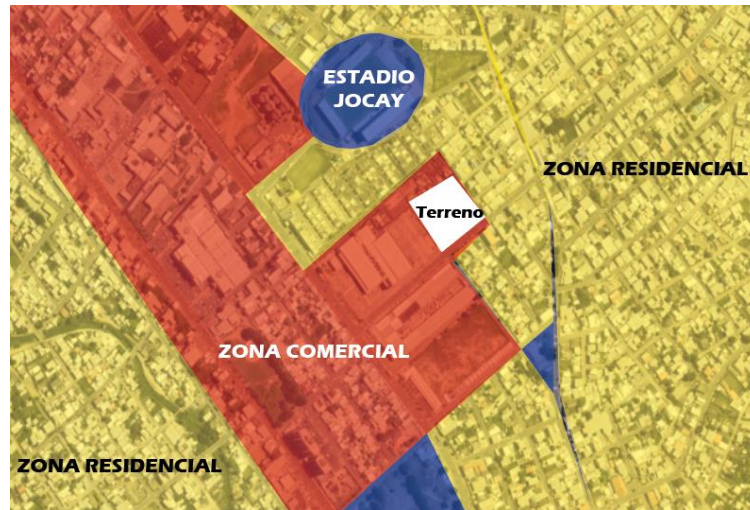 ESTADIO
JOCAY
ZONA RESIDENCIAL
Terreno
ZONA COMERCIAL
ZONA RESIDENCIAL